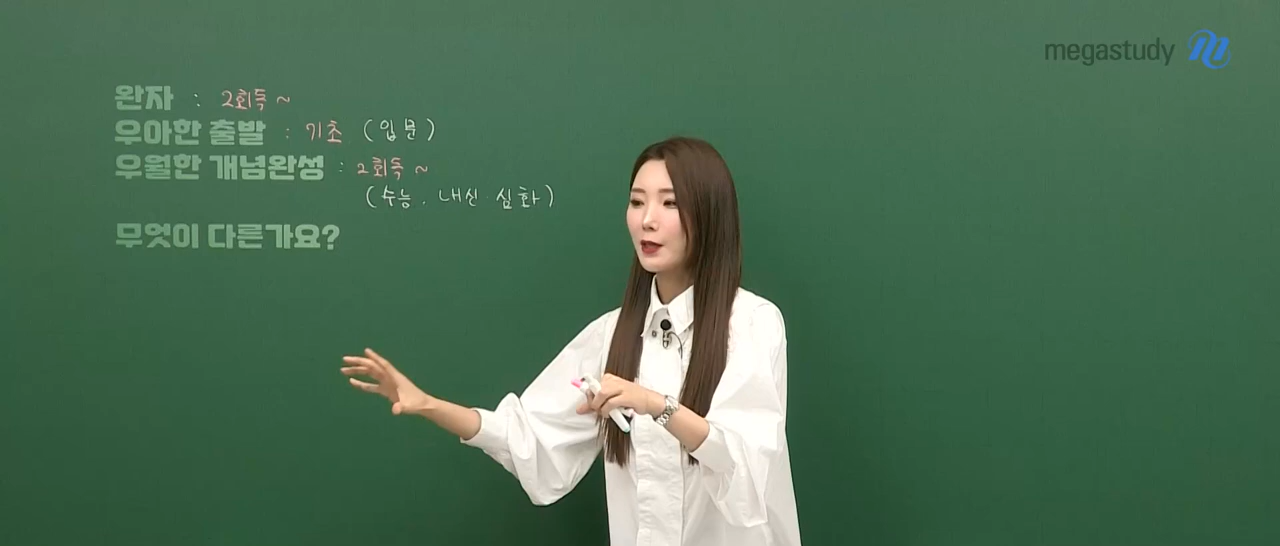 megastudy
완자 : 2회독 ~
우아한 출발 : 기초 (입문)
우월한 개념완성 : 2회독 ~
(수능. 내신. 심화)
무엇이 다른가요?